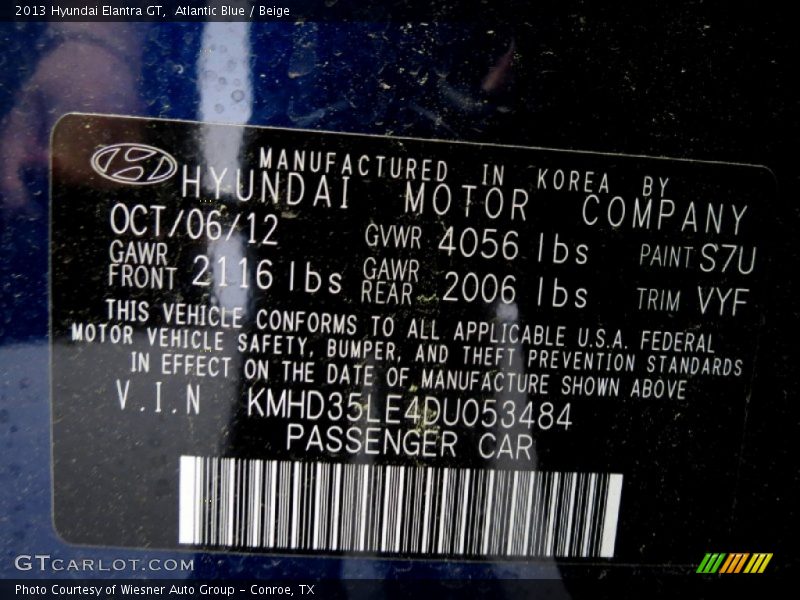 2013 Hyundai Elantra GT,  Atlantic Blue / Beige
MANUFACTURED IN KOREA BY
HYUNDAI MOTOR COMPANY
OCT/06/12 GVWR 4056 lbs PAINT S7U
GAWR FRONT 2116 lbs GAWR REAR 2006 lbs TRIM VYF
THIS VEHICLE CONFORMS TO ALL APPLICABLE U.S.A. FEDERAL
MOTOR VEHICLE SAFETY, BUMPER, AND THEFT PREVENTION STANDARDS
IN EFFECT ON THE DATE OF MANUFACTURE SHOWN ABOVE
V.I.N KMHD35LE4DU053484
PASSENGER CAR
GTCARLOT.COM
Photo Courtesy of Wiesner Auto Group - Conroe, TX